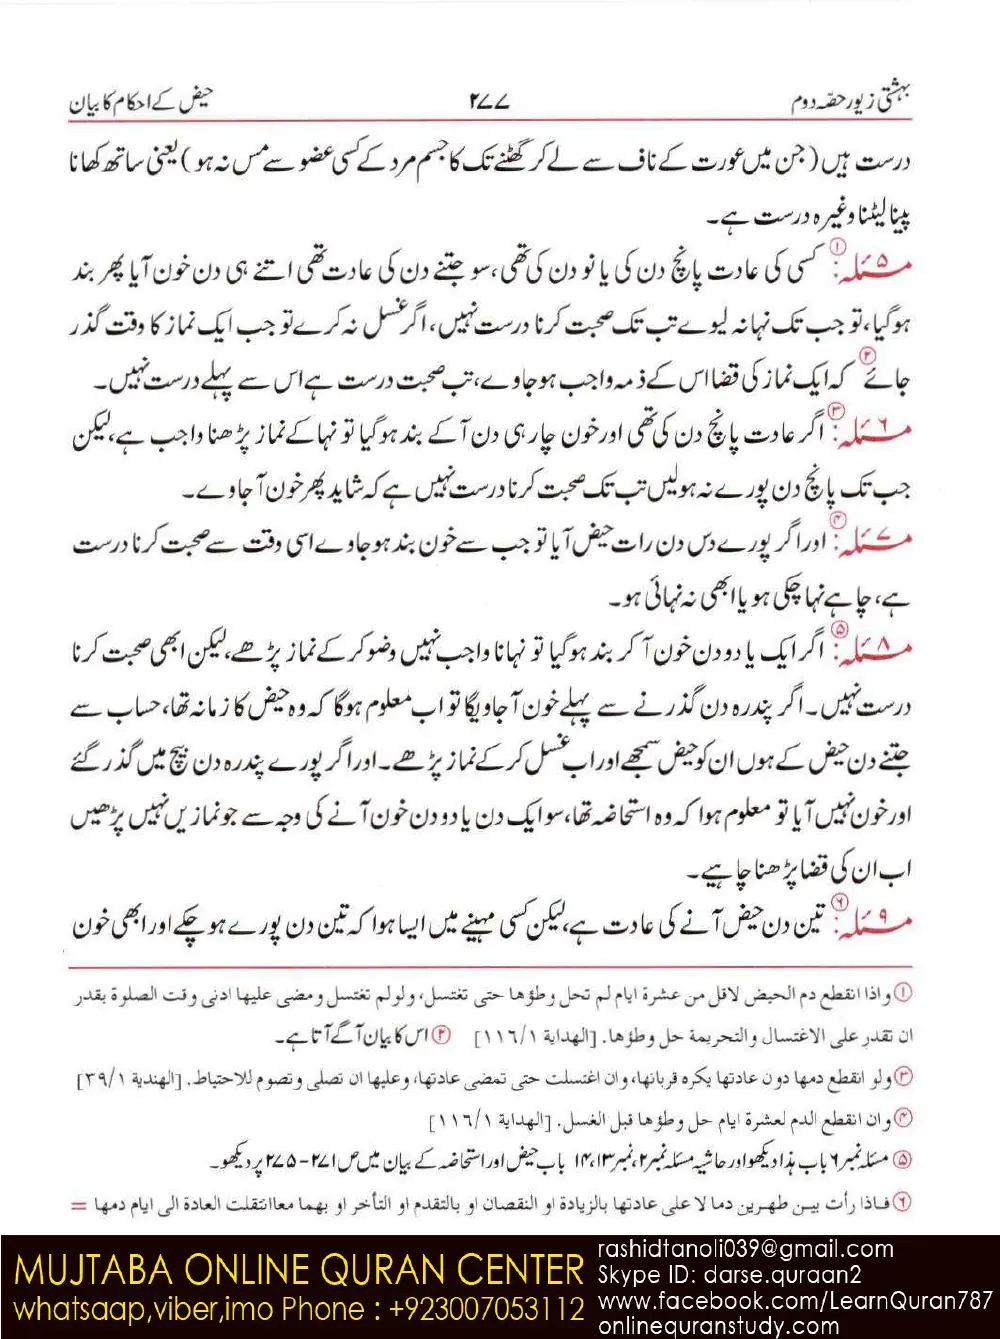 بہشتی زیور حصّہ دوم ۲۷۷ حیض کے احکام کا بیان
درست ہیں (جن میں عورت کے ناف سے لے کر گھٹنے تک کا جسم مرد کے کسی عضو سے مس نہ ہو) یعنی ساتھ کھانا
پینا لیٹنا وغیرہ درست ہے۔
مسئلہ ۵: ① کسی کی عادت پانچ دن کی یا نو دن کی تھی، سو جتنے دن کی عادت تھی اتنے ہی دن خون آیا پھر بند
ہوگیا، تو جب تک نہا نہ لیوے تب تک صحبت کرنا درست نہیں، اگر غسل نہ کرے تو جب ایک نماز کا وقت گذر
جائے ② کہ ایک نماز کی قضا اس کے ذمہ واجب ہوجاوے، تب صحبت درست ہے اس سے پہلے درست نہیں۔
مسئلہ ۶: ③ اگر عادت پانچ دن کی تھی اور خون چار ہی دن آکے بند ہوگیا تو نہا کے نماز پڑھنا واجب ہے، لیکن
جب تک پانچ دن پورے نہ ہولیں تب تک صحبت کرنا درست نہیں ہے کہ شاید پھر خون آجاوے۔
مسئلہ ۷: ④ اور اگر پورے دس دن رات حیض آیا تو جب سے خون بند ہوجاوے اسی وقت سے صحبت کرنا درست
ہے، چاہے نہا چکی ہو یا ابھی نہ نہائی ہو۔
مسئلہ ۸: ⑤ اگر ایک یا دو دن خون آکر بند ہوگیا تو نہانا واجب نہیں وضو کرکے نماز پڑھے، لیکن ابھی صحبت کرنا
درست نہیں۔ اگر پندرہ دن گذرنے سے پہلے خون آجاویگا تو اب معلوم ہوگا کہ وہ حیض کا زمانہ تھا، حساب سے
جتنے دن حیض کے ہوں ان کو حیض سمجھے اور اب غسل کرکے نماز پڑھے۔ اور اگر پورے پندرہ دن بیچ میں گذر گئے
اور خون نہیں آیا تو معلوم ہوا کہ وہ استحاضہ تھا، سو ایک دن یا دو دن خون آنے کی وجہ سے جو نمازیں نہیں پڑھیں
اب ان کی قضا پڑھنا چاہیے۔
مسئلہ ۹: ⑥ تین دن حیض آنے کی عادت ہے، لیکن کسی مہینے میں ایسا ہوا کہ تین دن پورے ہوچکے اور ابھی خون
① واذا انقطع دم الحيض لاقل من عشرة ايام لم تحل وطؤها حتى تغتسل، ولو لم تغتسل ومضى عليها ادنى وقت الصلوة بقدر
ان تقدر على الاغتسال والتحريمة حل وطؤها. [الهداية ۱/۱۱۶] ② اس کا بیان آگے آتا ہے۔
③ ولو انقطع دمها دون عادتها يكره قربانها، وان اغتسلت حتى تمضى عادتها، وعليها ان تصلى وتصوم للاحتياط. [الهندية ۱/۳۹]
④ وان انقطع الدم لعشرة ايام حل وطؤها قبل الغسل. [الهداية ۱/۱۱۶]
⑤ مسئلہ نمبر ۶ باب ہذا دیکھو اور حاشیہ مسئلہ نمبر ۲، نمبر ۱۳، ۱۴ باب حیض اور استحاضہ کے بیان میں ص ۲۷۱-۲۷۵ پر دیکھو۔
⑥ فاذا رأت بين طهرين دما لا على عادتها بالزيادة او النقصان او بالتقدم او التأخر او بهما معا انتقلت العادة الى ايام دمها =
MUJTABA ONLINE QURAN CENTER
whatsaap,viber,imo Phone : +923007053112
rashidtanoli039@gmail.com
Skype ID: darse.quraan2
www.facebook.com/LearnQuran787
onlinequranstudy.com